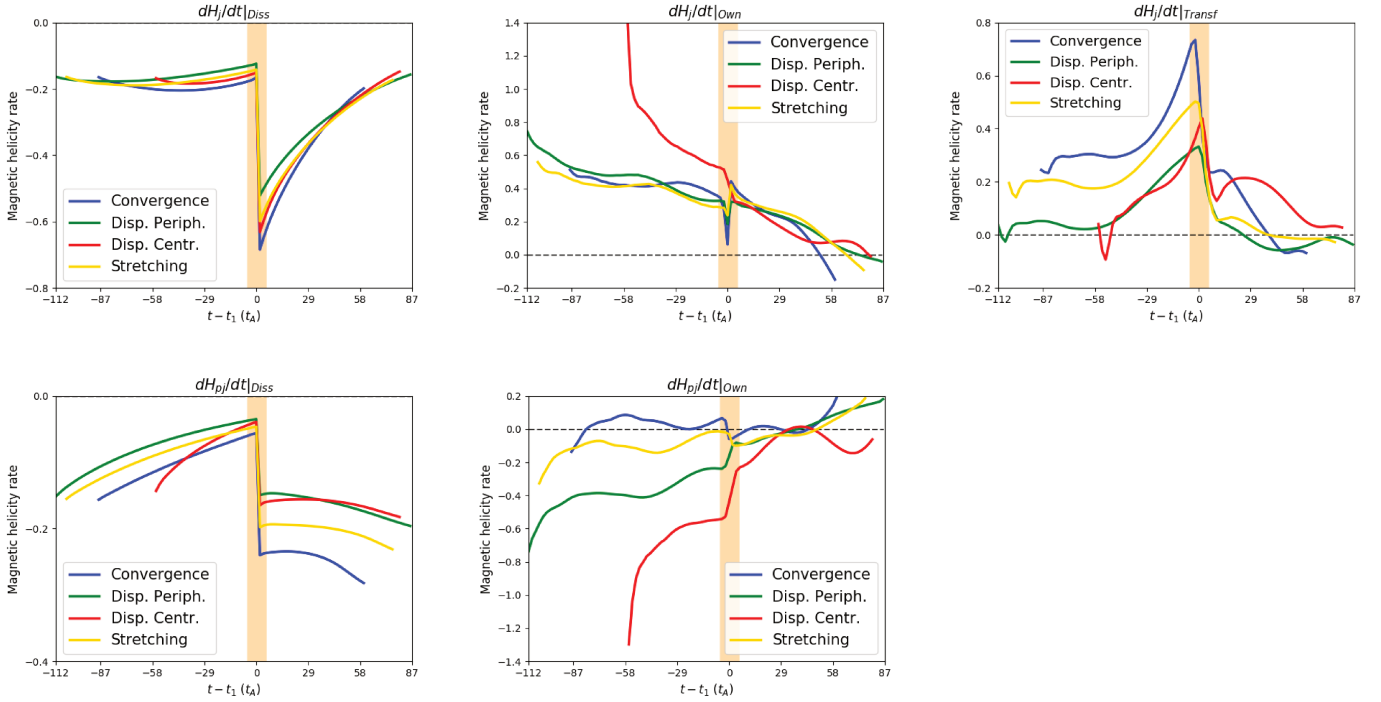 dH_j/dt|_Diss
Magnetic helicity rate
0.0
−0.2
−0.4
−0.6
−0.8
Convergence
Disp. Periph.
Disp. Centr.
Stretching
−112 −87 −58 −29 0 29 58 87
t − t_1 (t_A)
dH_j/dt|_Own
Magnetic helicity rate
1.4
1.2
1.0
0.8
0.6
0.4
0.2
0.0
−0.2
Convergence
Disp. Periph.
Disp. Centr.
Stretching
−112 −87 −58 −29 0 29 58 87
t − t_1 (t_A)
dH_j/dt|_Transf
Magnetic helicity rate
0.8
0.6
0.4
0.2
0.0
−0.2
Convergence
Disp. Periph.
Disp. Centr.
Stretching
−112 −87 −58 −29 0 29 58 87
t − t_1 (t_A)
dH_pj/dt|_Diss
Magnetic helicity rate
0.0
−0.2
−0.4
Convergence
Disp. Periph.
Disp. Centr.
Stretching
−112 −87 −58 −29 0 29 58 87
t − t_1 (t_A)
dH_pj/dt|_Own
Magnetic helicity rate
0.2
0.0
−0.2
−0.4
−0.6
−0.8
−1.0
−1.2
−1.4
Convergence
Disp. Periph.
Disp. Centr.
Stretching
−112 −87 −58 −29 0 29 58 87
t − t_1 (t_A)